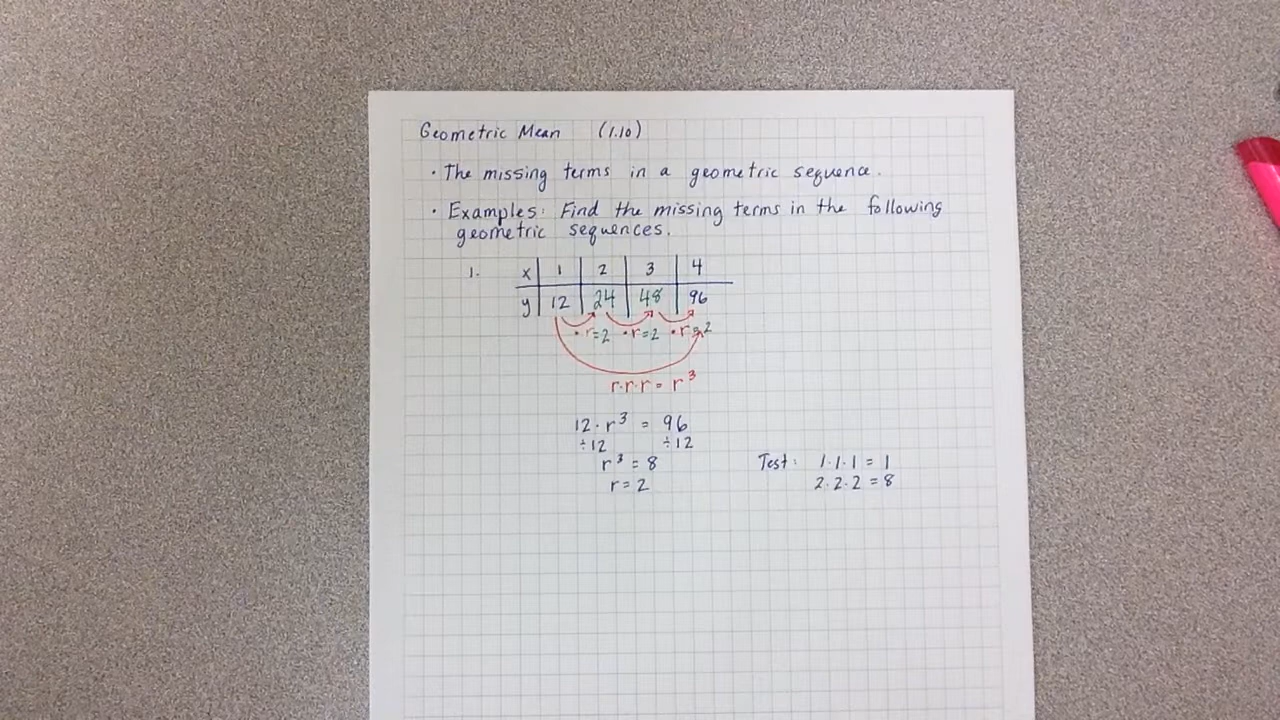 Geometric Mean (1.10)
• The missing terms in a geometric sequence.
• Examples: Find the missing terms in the following
geometric sequences.
1. x 1 2 3 4
y 12 24 48 96
• r=2 • r=2 • r=2
r·r·r = r³
12 · r³ = 96
÷12 ÷12
r³ = 8 Test: 1·1·1 = 1
r=2 2·2·2 = 8